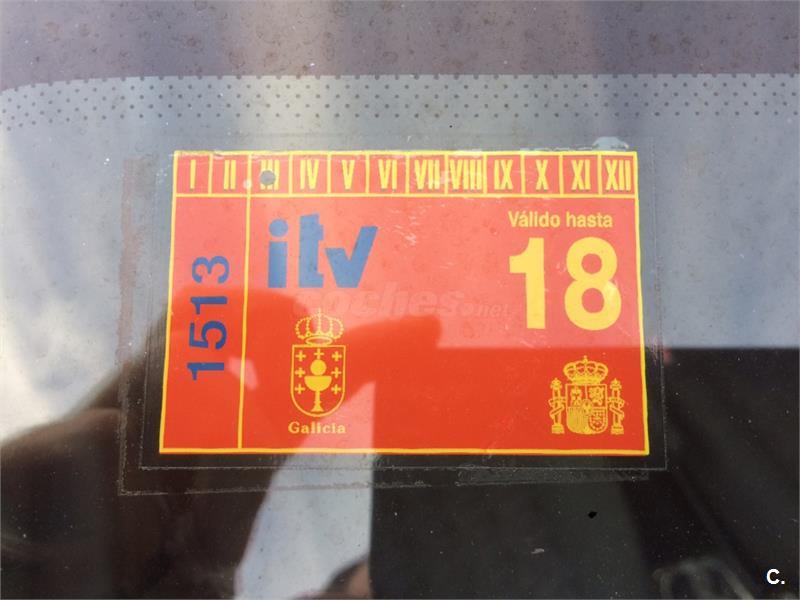 I II III IV V VI VII VIII IX X XI XII
itv
Válido hasta
18
1513
coches.net
Galicia
C.